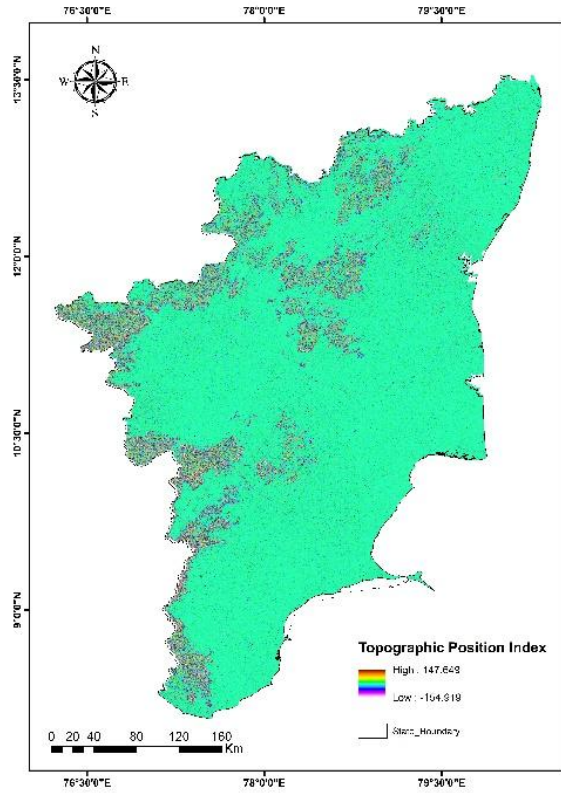 76°30'0"E 78°0'0"E 79°30'0"E
N
W E
S
13°30'0"N
12°0'0"N
10°30'0"N
9°0'0"N
Topographic Position Index
High : 147.649
Low : -154.919
State_Boundary
0 20 40 80 120 160
Km
76°30'0"E 78°0'0"E 79°30'0"E